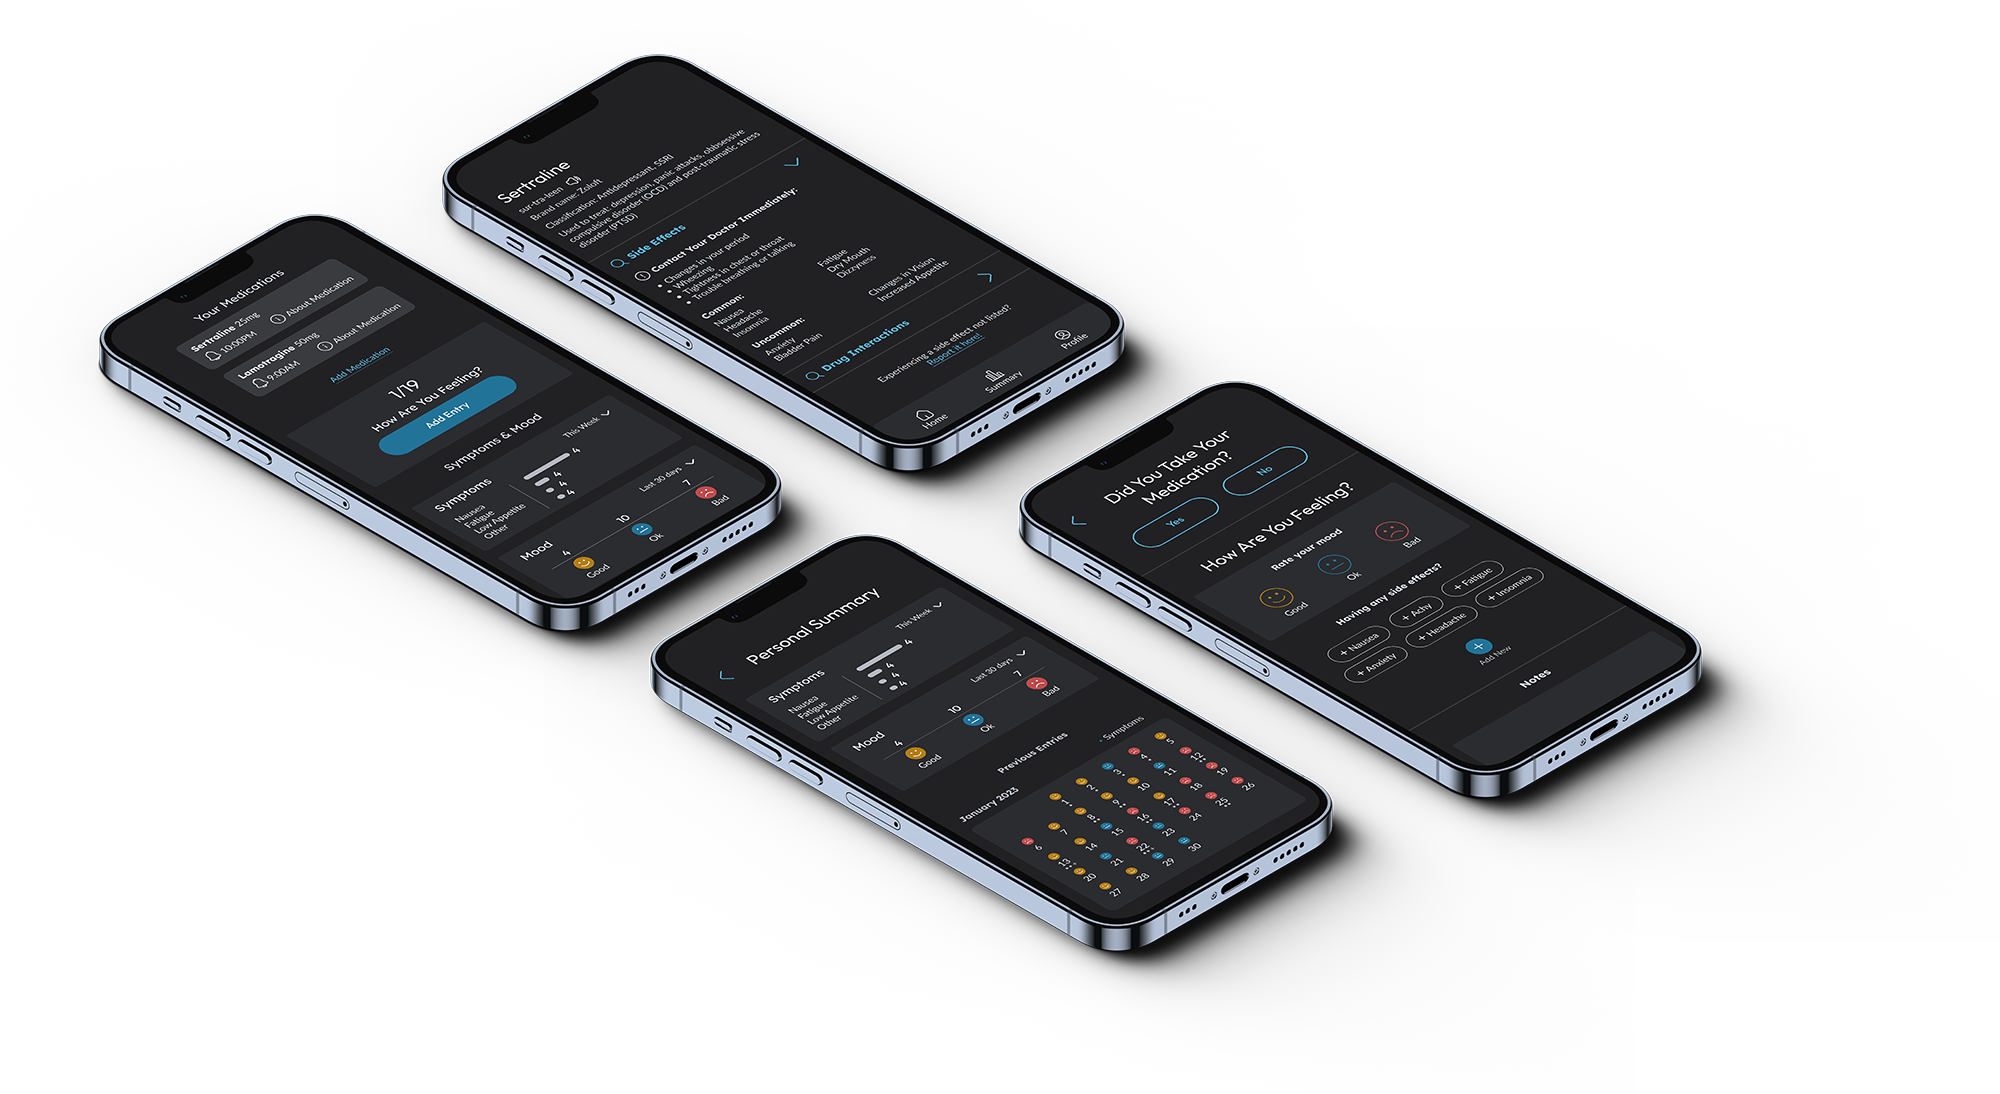 Your Medications
Sertraline 25mg
10:00PM
About Medication
Lamotragine 50mg
9:00AM
About Medication
Add Medication
1/19
How Are You Feeling?
Add Entry
Symptoms & Mood
Symptoms
This Week
Nausea
Fatigue
Low Appetite
Other
4
4
4
4
Mood
Last 30 days
4
10
7
Good
Ok
Bad
Sertraline
sur-tra-leen
Brand name: Zoloft
Classification: Antidepressant, SSRI
Used to treat: depression, panic attacks, obbsessive
compulsive disorder (OCD) and post-traumatic stress
disorder (PTSD)
Side Effects
Contact Your Doctor Immediately:
• Changes in your period
• Wheezing
• Tightness in chest or throat
• Trouble breathing or talking
Common:
Nausea
Headache
Insomnia
Fatigue
Dry Mouth
Dizzyness
Uncommon:
Anxiety
Bladder Pain
Changes in Vision
Increased Appetite
Drug Interactions
Experiencing a side effect not listed?
Report it here!
Home
Summary
Profile
Personal Summary
Symptoms
This Week
Nausea
Fatigue
Low Appetite
Other
4
4
4
4
Mood
Last 30 days
4
10
7
Good
Ok
Bad
Previous Entries
January 2023
• Symptoms
1 2 3 4 5
6 7 8 9 10 11 12
13 14 15 16 17 18 19
20 21 22 23 24 25 26
27 28 29 30
Did You Take Your
Medication?
Yes
No
How Are You Feeling?
Rate your mood
Good
Ok
Bad
Having any side effects?
+ Nausea
+ Achy
+ Fatigue
+ Anxiety
+ Headache
+ Insomnia
+
Add New
Notes